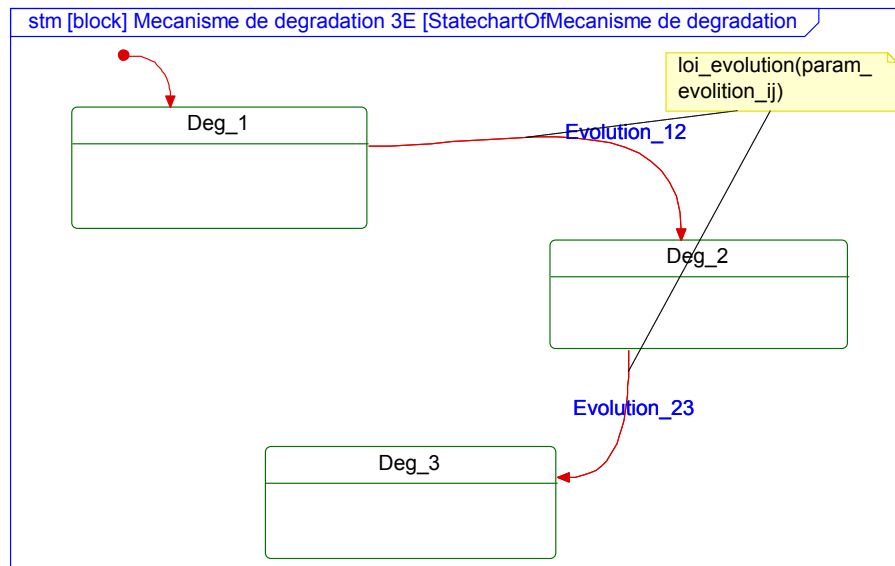 stm [block] Mecanisme de degradation 3E [StatechartOfMecanisme de degradation
loi_evolution(param_
evolition_ij)
Deg_1
Evolution_12
Deg_2
Evolution_23
Deg_3